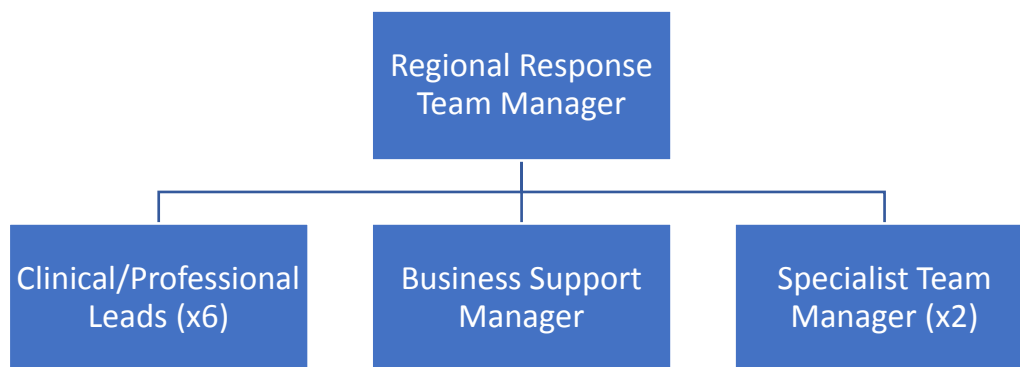 Regional Response
Team Manager
Clinical/Professional
Leads (x6)
Business Support
Manager
Specialist Team
Manager (x2)